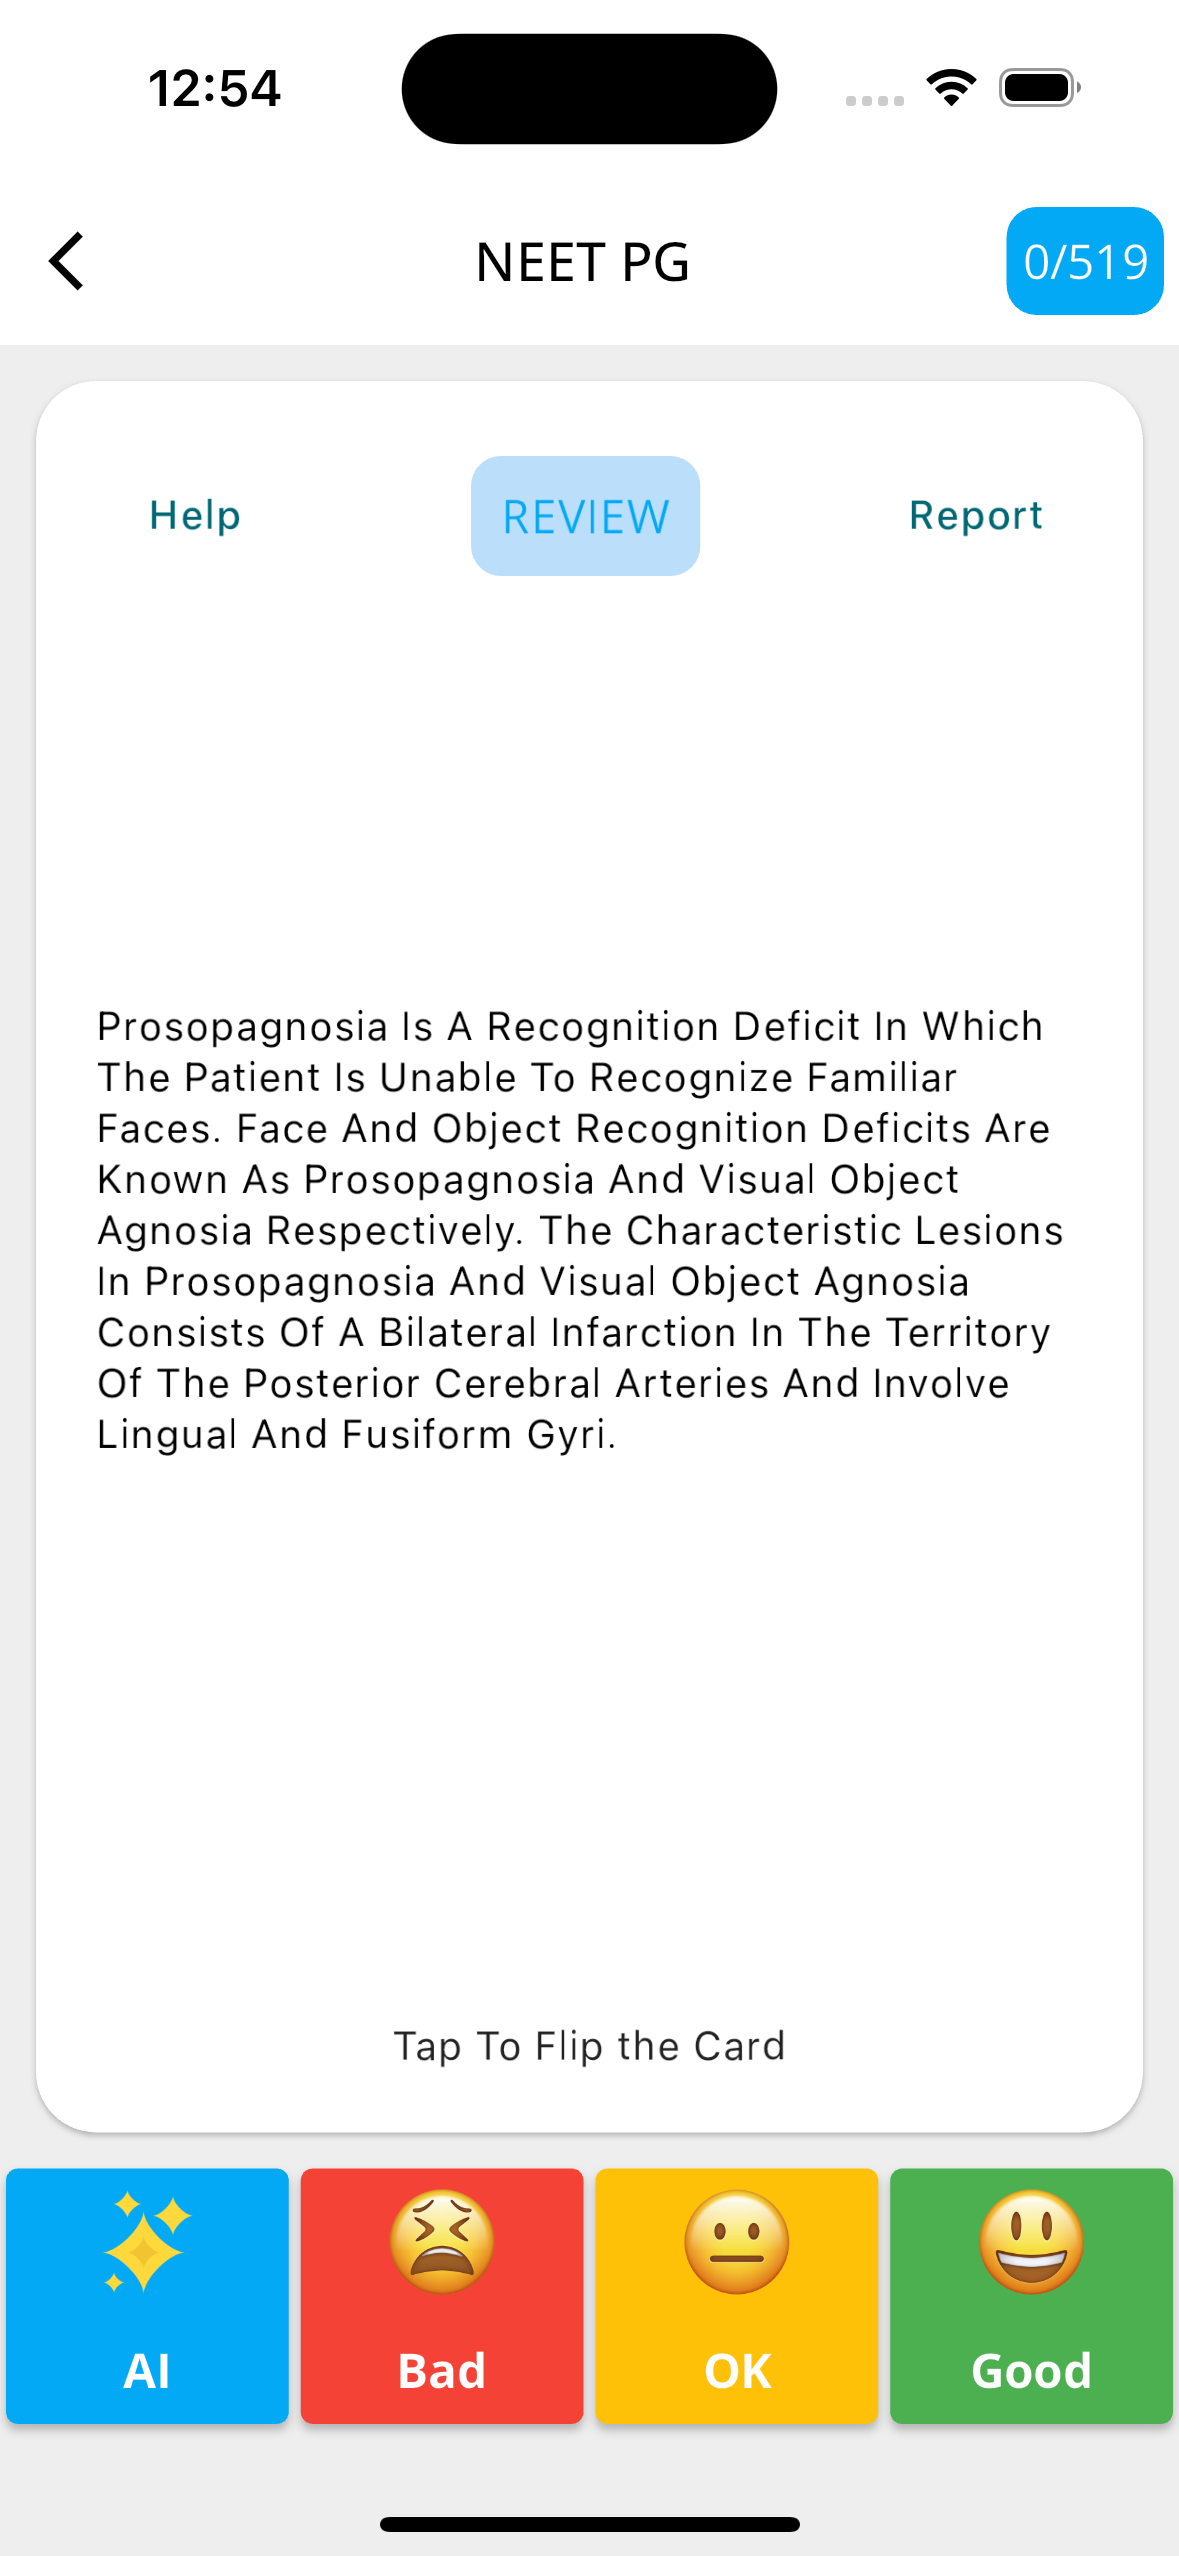 12:54
NEET PG
0/519
Help
REVIEW
Report
Prosopagnosia Is A Recognition Deficit In Which
The Patient Is Unable To Recognize Familiar
Faces. Face And Object Recognition Deficits Are
Known As Prosopagnosia And Visual Object
Agnosia Respectively. The Characteristic Lesions
In Prosopagnosia And Visual Object Agnosia
Consists Of A Bilateral Infarction In The Territory
Of The Posterior Cerebral Arteries And Involve
Lingual And Fusiform Gyri.
Tap To Flip the Card
AI
Bad
OK
Good